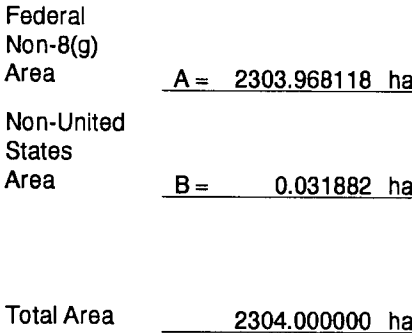 Federal
Non-8(g)
Area A = 2303.968118 ha
Non-United
States
Area B = 0.031882 ha
Total Area 2304.000000 ha